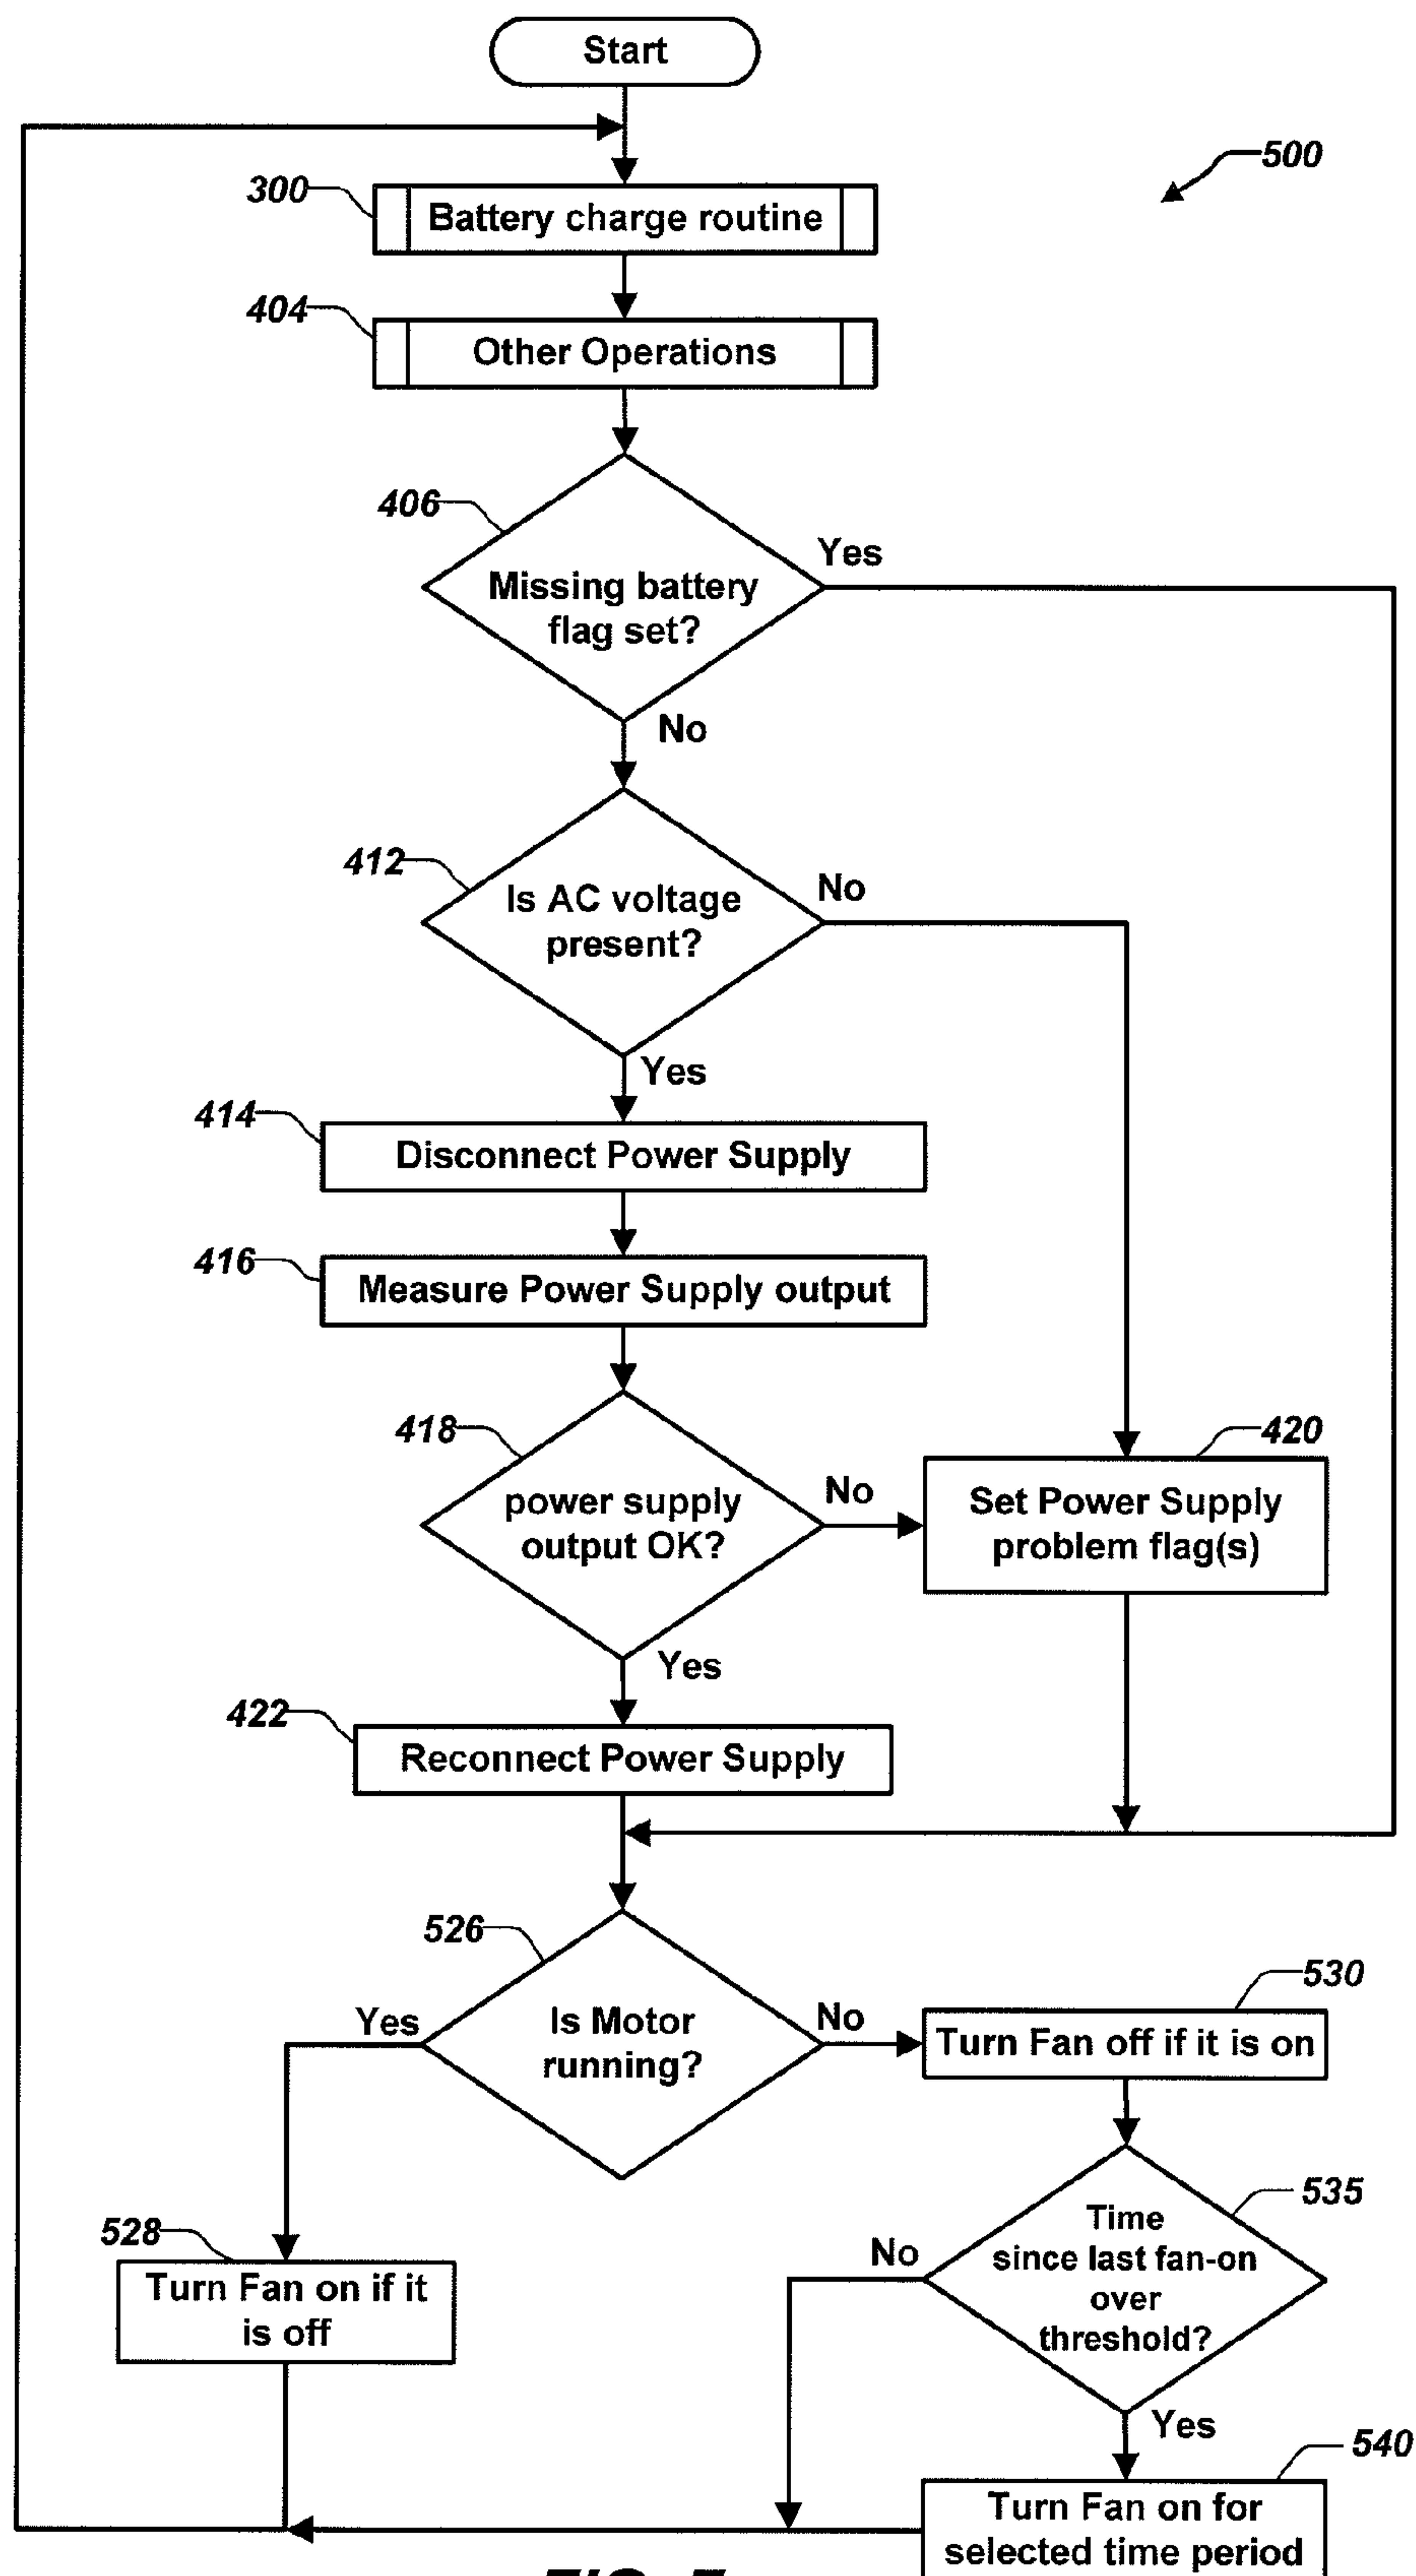 Start
500
300
Battery charge routine
404
Other Operations
406
Yes
Missing battery
flag set?
No
412
No
Is AC voltage
present?
Yes
414
Disconnect Power Supply
416
Measure Power Supply output
418
420
No
power supply
output OK?
Set Power Supply
problem flag(s)
Yes
422
Reconnect Power Supply
526
530
Yes
Is Motor
running?
No
Turn Fan off if it is on
535
528
Time
since last fan-on
over
threshold?
No
Turn Fan on if it
is off
Yes
540
Turn Fan on for
selected time period